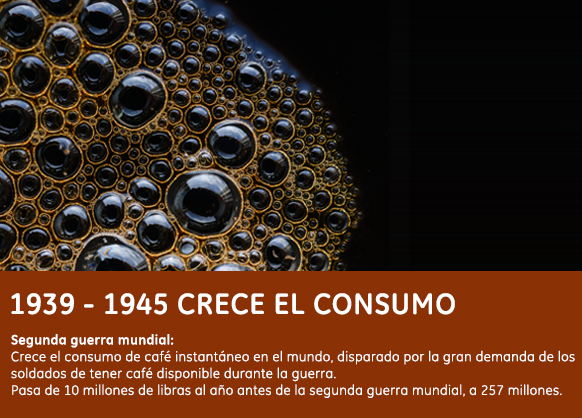 1939 - 1945 CRECE EL CONSUMO
Segunda guerra mundial:
Crece el consumo de café instantáneo en el mundo, disparado por la gran demanda de los
soldados de tener café disponible durante la guerra.
Pasa de 10 millones de libras al año antes de la segunda guerra mundial, a 257 millones.